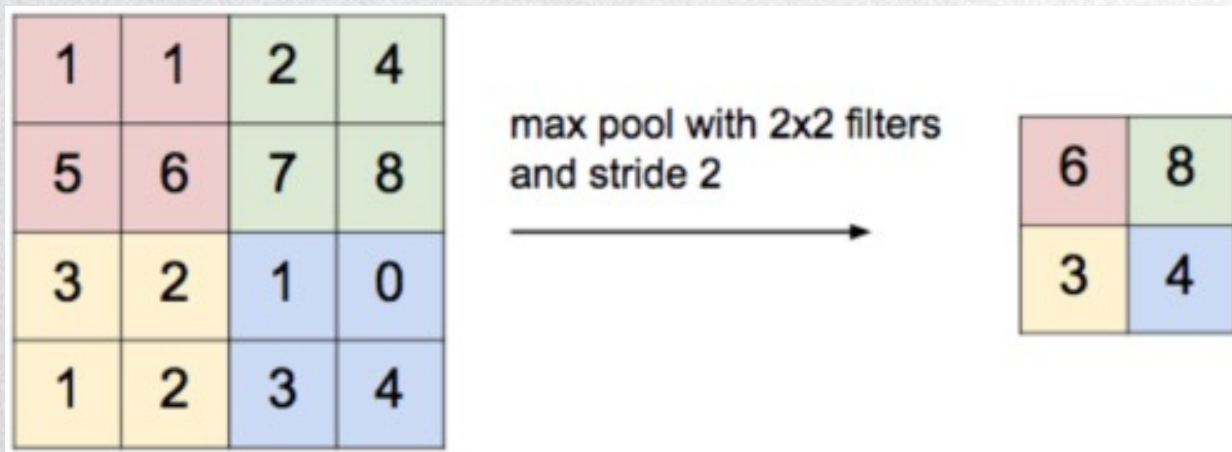 1 1 2 4
5 6 7 8
3 2 1 0
1 2 3 4
max pool with 2x2 filters
and stride 2
6 8
3 4